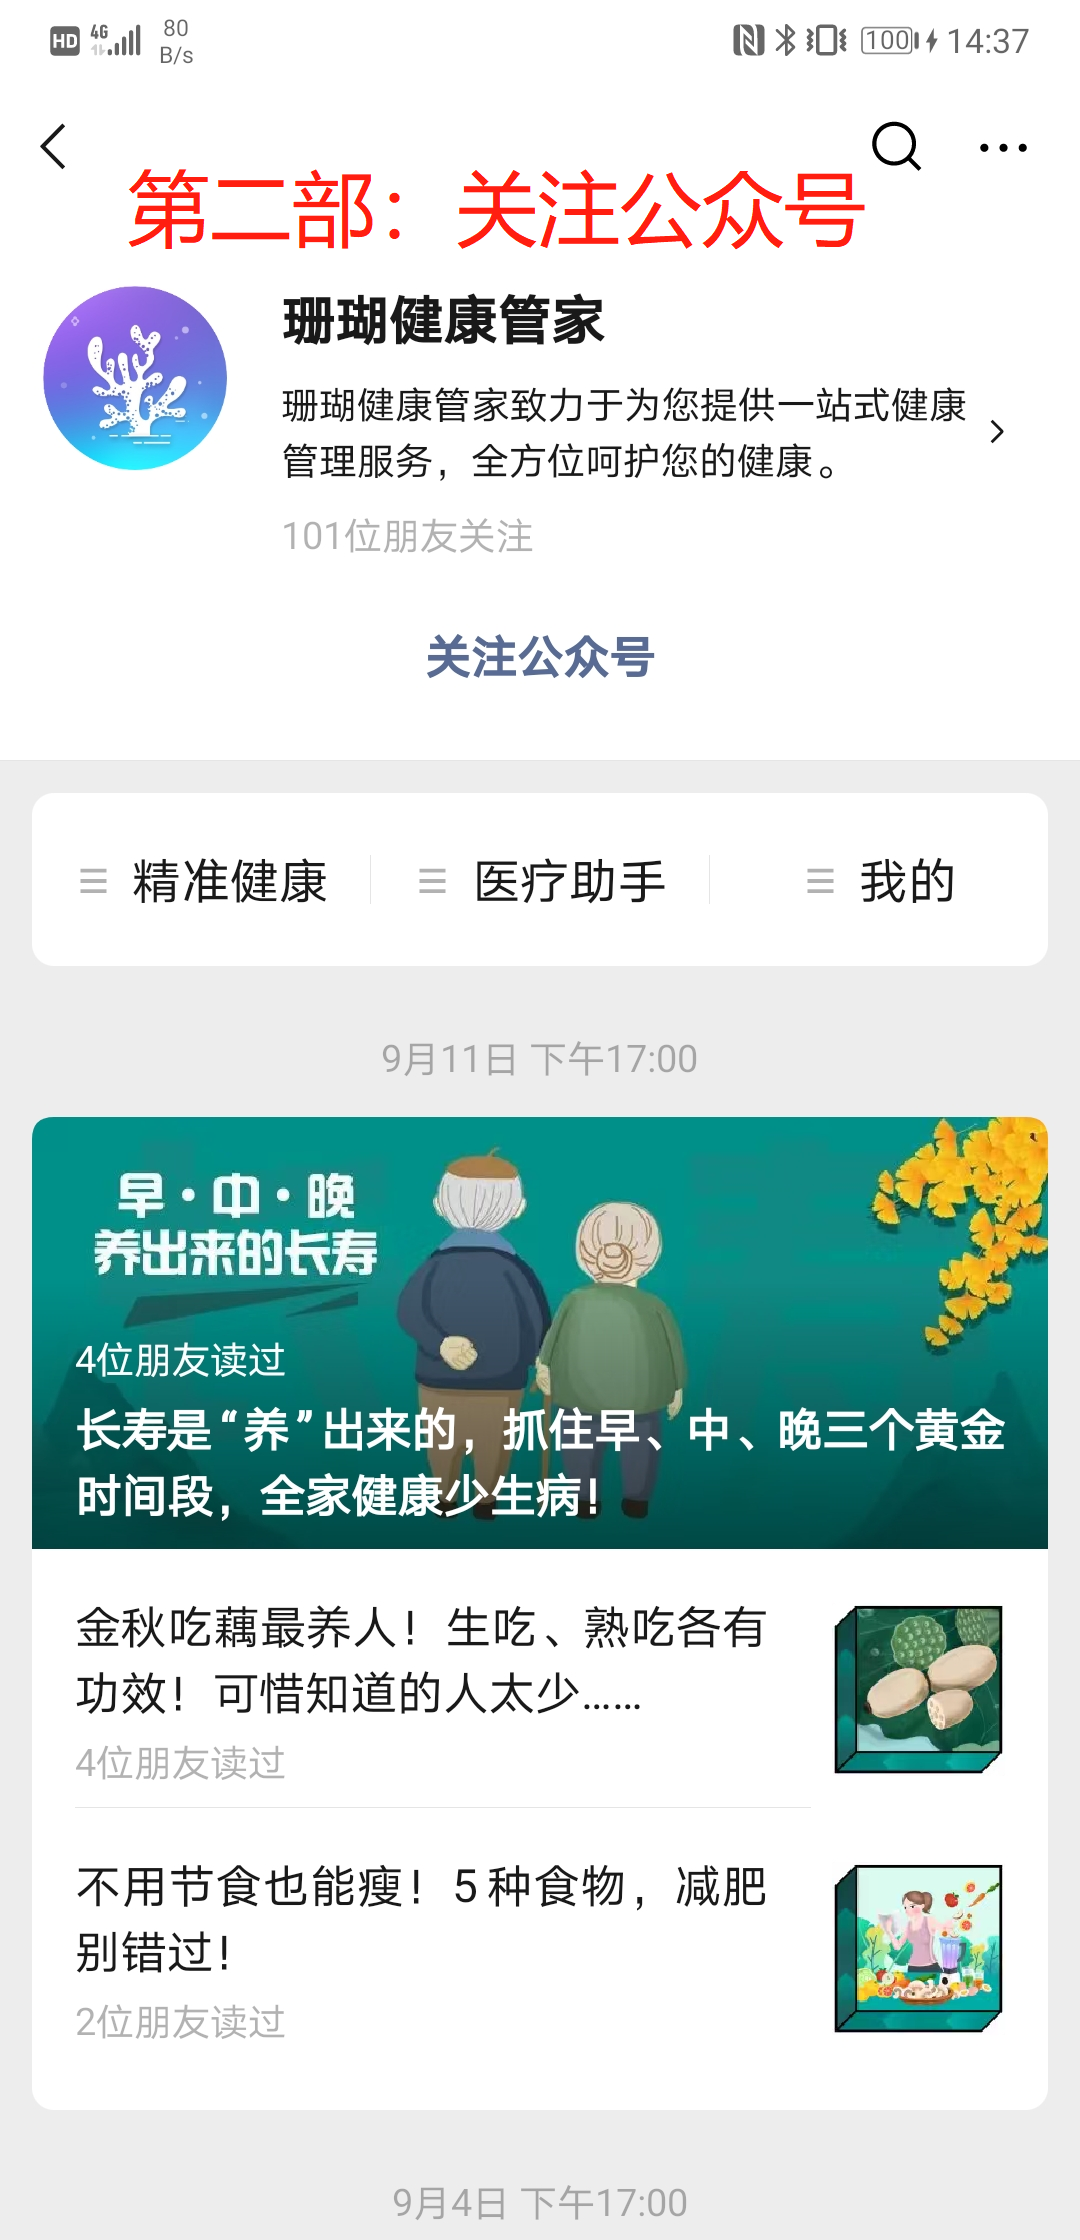 HD 4G 80 B/s 100 14:37
第二部：关注公众号
珊瑚健康管家
珊瑚健康管家致力于为您提供一站式健康
管理服务，全方位呵护您的健康。
101位朋友关注
关注公众号
精准健康 医疗助手 我的
9月11日 下午17:00
早·中·晚
养出来的长寿
4位朋友读过
长寿是“养”出来的，抓住早、中、晚三个黄金
时间段，全家健康少生病！
金秋吃藕最养人！生吃、熟吃各有
功效！可惜知道的人太少……
4位朋友读过
不用节食也能瘦！5种食物，减肥
别错过！
2位朋友读过
9月4日 下午17:00